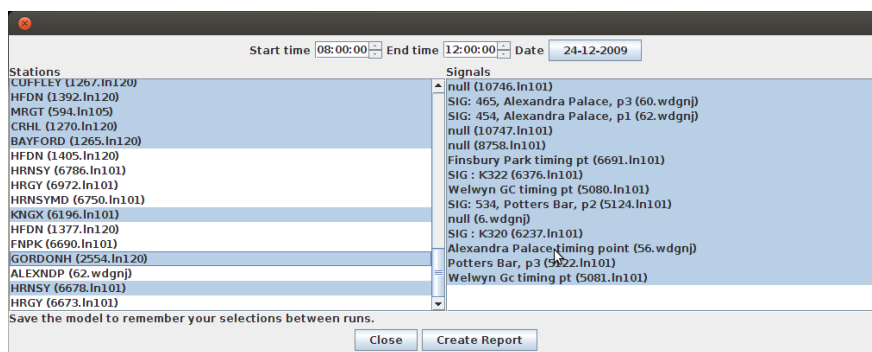 Start time 08:00:00 End time 12:00:00 Date 24-12-2009
Stations
CUFFLEY (1267.ln120)
HFDN (1392.ln120)
MRGT (594.ln105)
CRHL (1270.ln120)
BAYFORD (1265.ln120)
HFDN (1405.ln120)
HRNSY (6786.ln101)
HRGY (6972.ln101)
HRNSYMD (6750.ln101)
KNGX (6196.ln101)
HFDN (1377.ln120)
FNPK (6690.ln101)
GORDONH (2554.ln120)
ALEXNDP (62.wdgnj)
HRNSY (6678.ln101)
HRGY (6673.ln101)
Signals
null (10746.ln101)
SIG: 465, Alexandra Palace, p3 (60.wdgnj)
SIG: 454, Alexandra Palace, p1 (62.wdgnj)
null (10747.ln101)
null (8758.ln101)
Finsbury Park timing pt (6691.ln101)
SIG : K322 (6376.ln101)
Welwyn GC timing pt (5080.ln101)
SIG: 534, Potters Bar, p2 (5124.ln101)
null (6.wdgnj)
SIG : K320 (6237.ln101)
Alexandra Palace timing point (56.wdgnj)
Potters Bar, p3 (5122.ln101)
Welwyn Gc timing pt (5081.ln101)
Save the model to remember your selections between runs.
Close Create Report